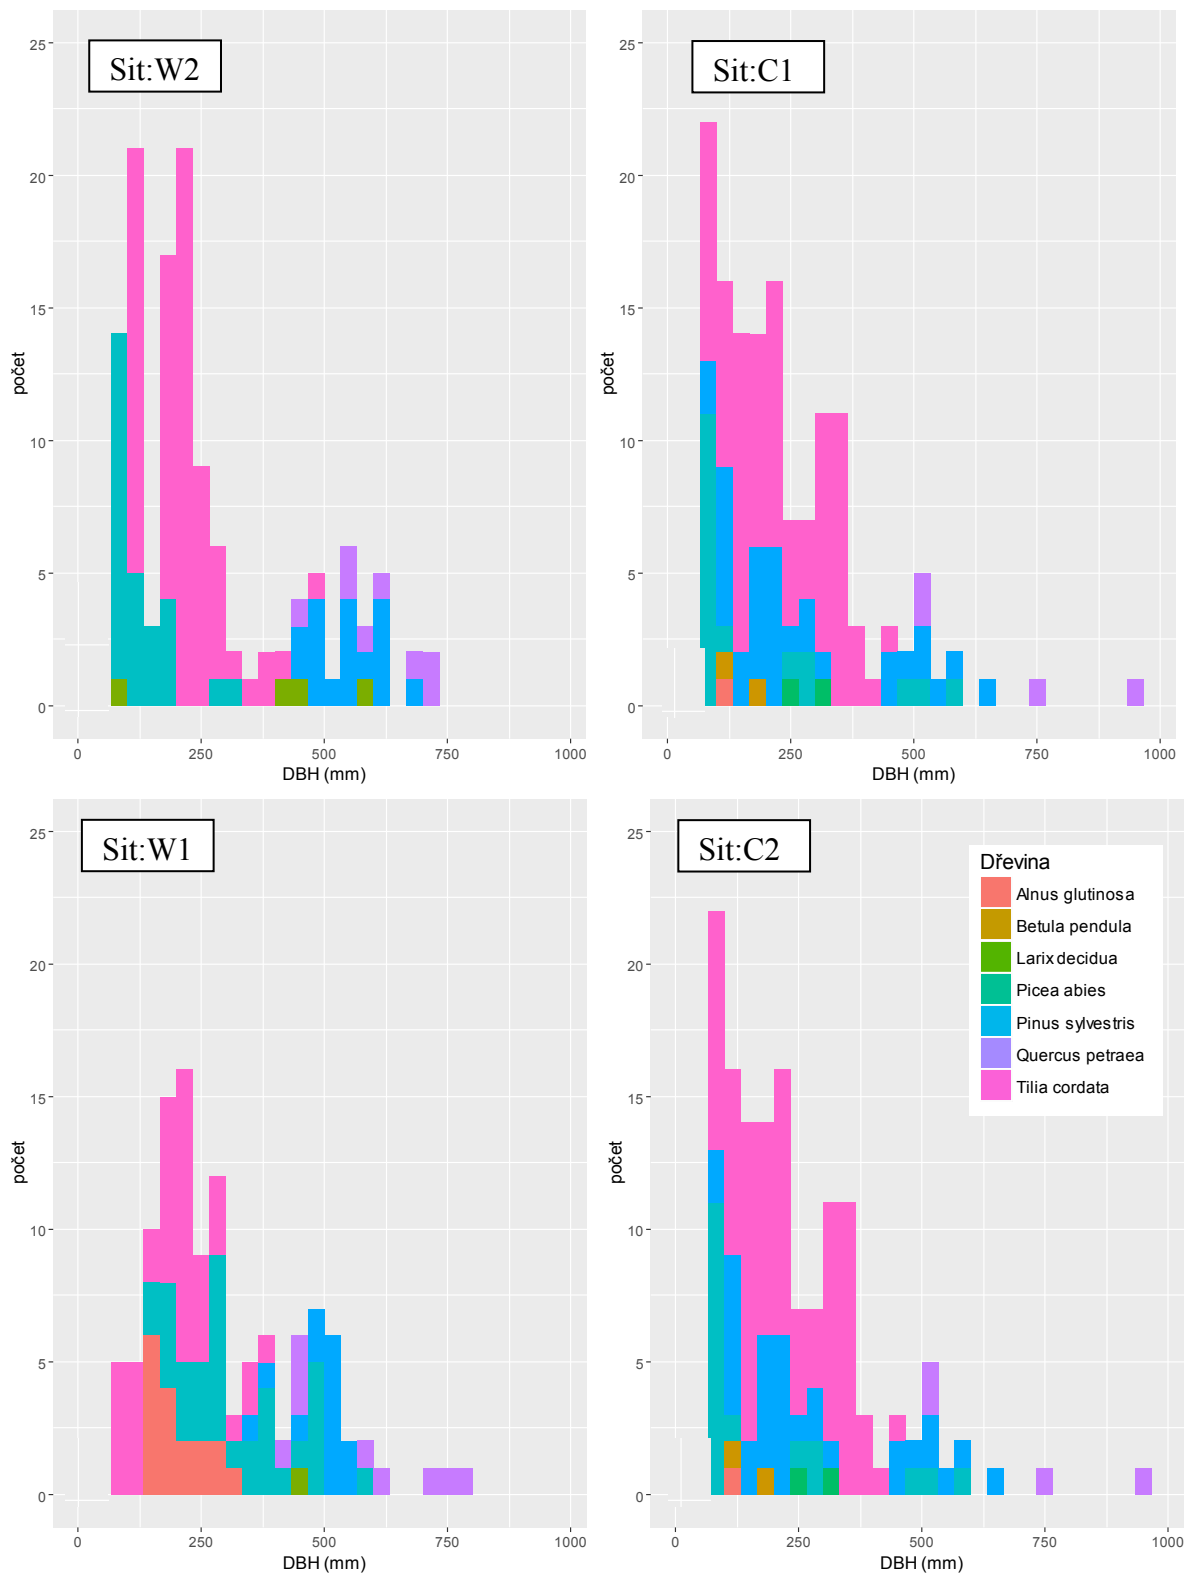 Sit:W2
25
20
15
10
5
0
počet
0 250 500 750 1000
DBH (mm)
Sit:C1
25
20
15
10
5
0
počet
0 250 500 750 1000
DBH (mm)
Sit:W1
25
20
15
10
5
0
počet
0 250 500 750 1000
DBH (mm)
Sit:C2
25
20
15
10
5
0
počet
0 250 500 750 1000
DBH (mm)
Dřevina
Alnus glutinosa
Betula pendula
Larix decidua
Picea abies
Pinus sylvestris
Quercus petraea
Tilia cordata